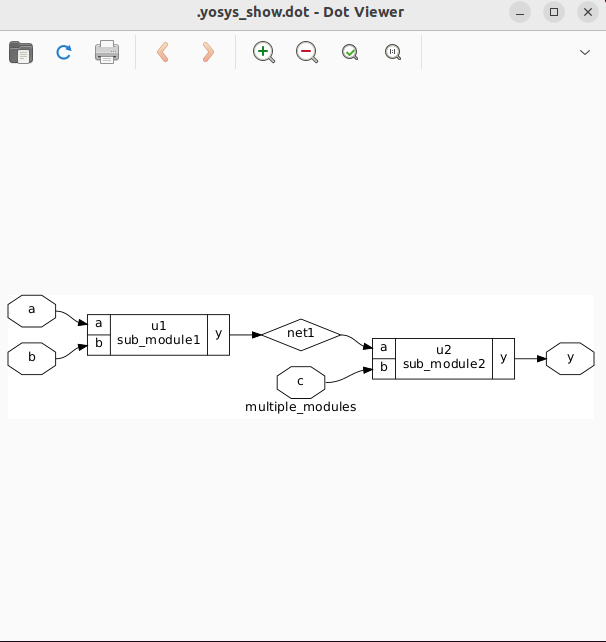 .yosys_show.dot - Dot Viewer
a
b
a
b
u1
sub_module1
y
net1
c
a
b
u2
sub_module2
y
y
multiple_modules